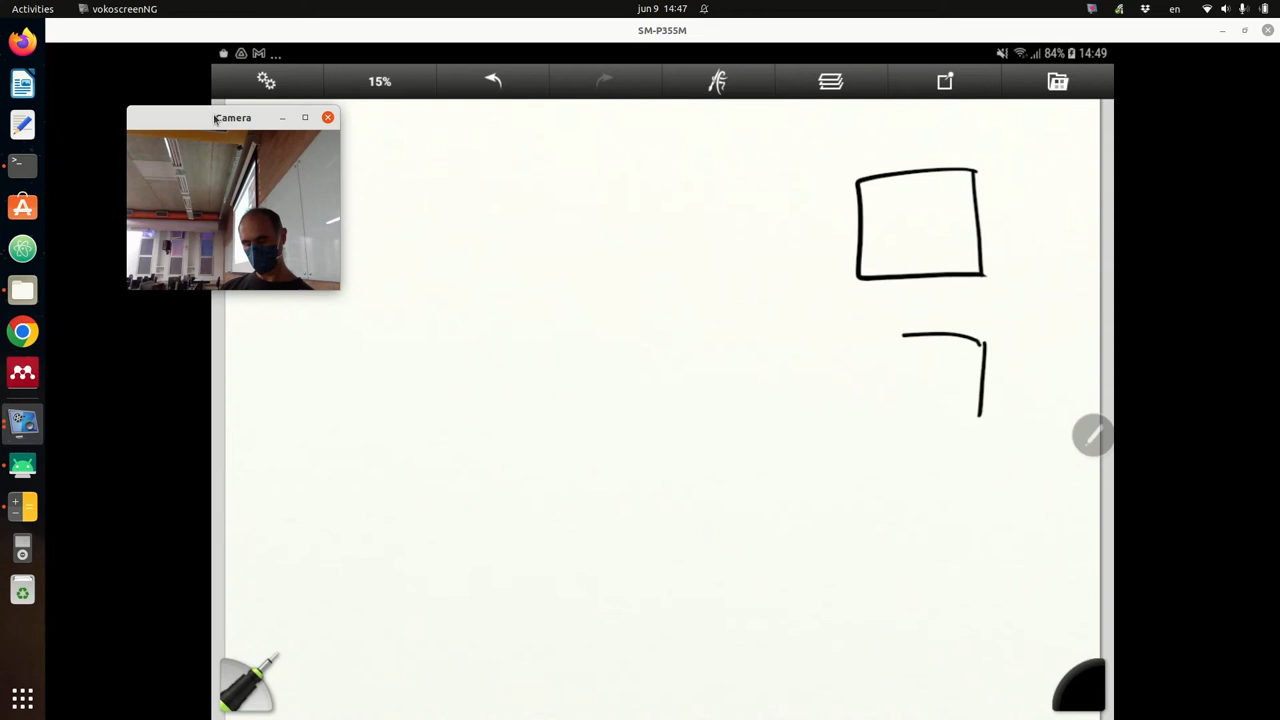 Activities vokoscreenNG jun 9 14:47 en
SM-P355M
... 84% 14:49
15%
Camera